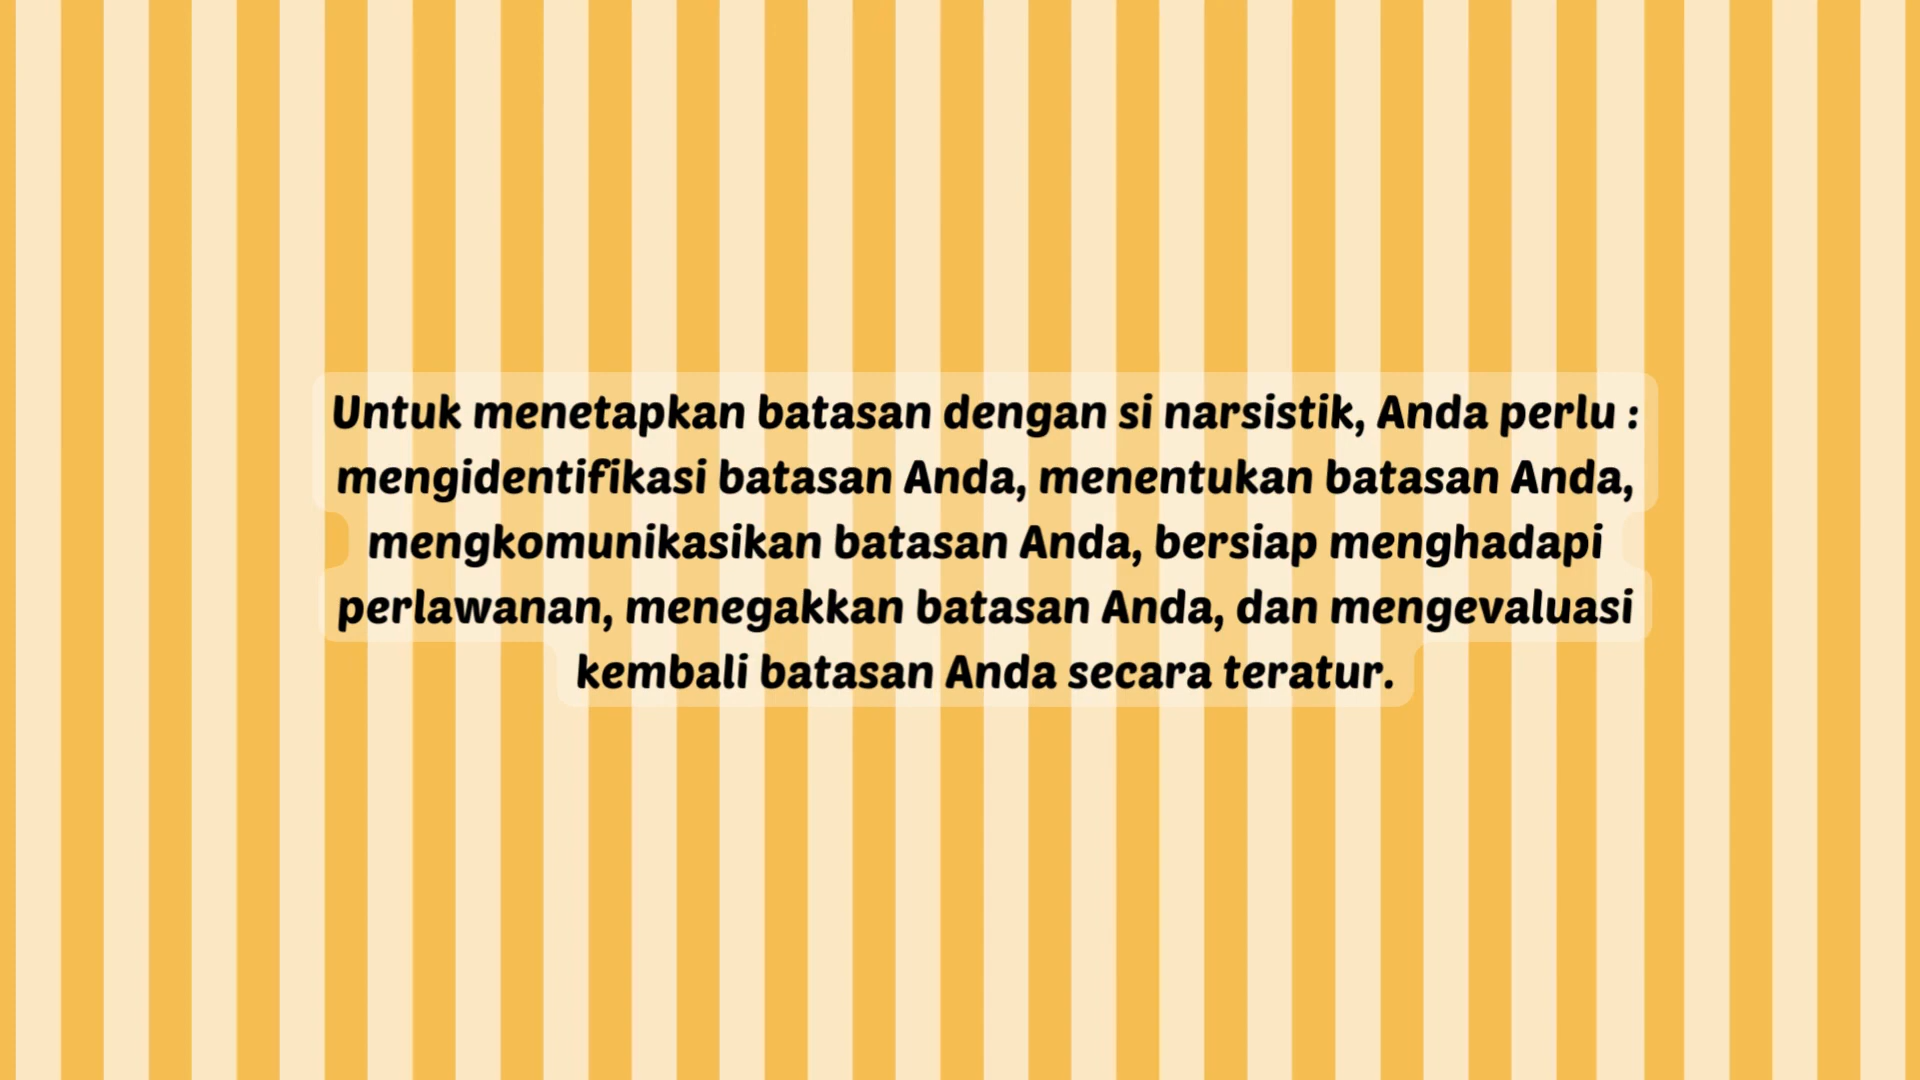 Untuk menetapkan batasan dengan si narsistik, Anda perlu :
mengidentifikasi batasan Anda, menentukan batasan Anda,
mengkomunikasikan batasan Anda, bersiap menghadapi
perlawanan, menegakkan batasan Anda, dan mengevaluasi
kembali batasan Anda secara teratur.